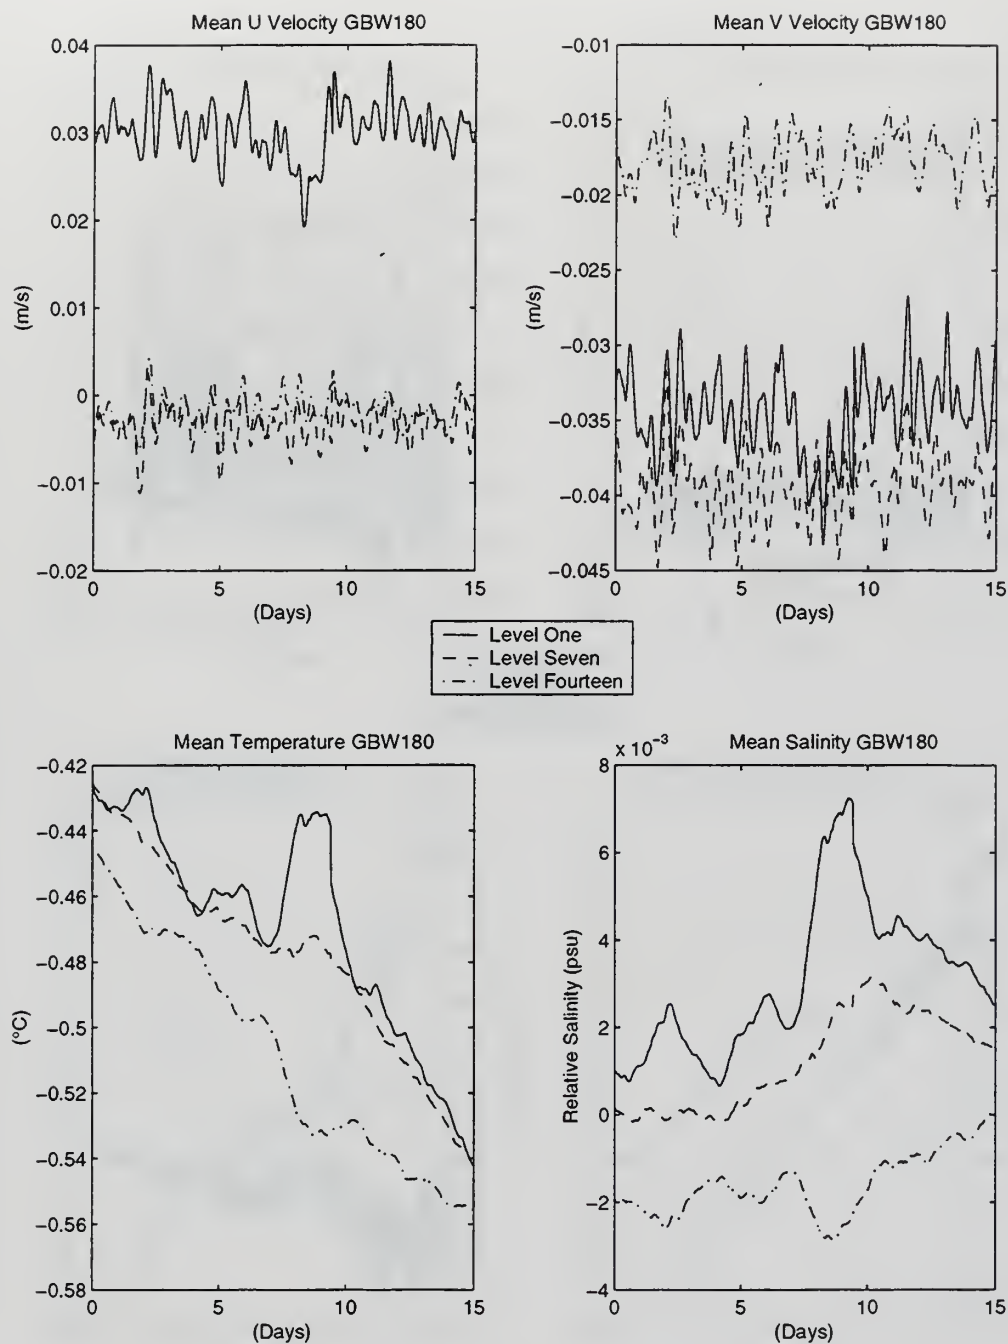 Mean U Velocity GBW180
0.04
0.03
0.02
0.01
0
−0.01
−0.02
(m/s)
0 5 10 15
(Days)
Mean V Velocity GBW180
−0.01
−0.015
−0.02
−0.025
−0.03
−0.035
−0.04
−0.045
(m/s)
0 5 10 15
(Days)
Level One
Level Seven
Level Fourteen
Mean Temperature GBW180
−0.42
−0.44
−0.46
−0.48
−0.5
−0.52
−0.54
−0.56
−0.58
(°C)
0 5 10 15
(Days)
x 10⁻³
Mean Salinity GBW180
8
6
4
2
0
−2
−4
Relative Salinity (psu)
0 5 10 15
(Days)